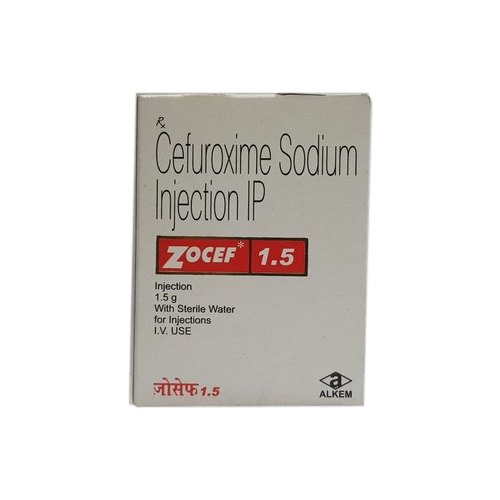 Rx
Cefuroxime Sodium
Injection IP
ZOCEF* 1.5
Injection
1.5 g
With Sterile Water
for Injections
I.V. USE
ज़ोसेफ 1.5
a
ALKEM